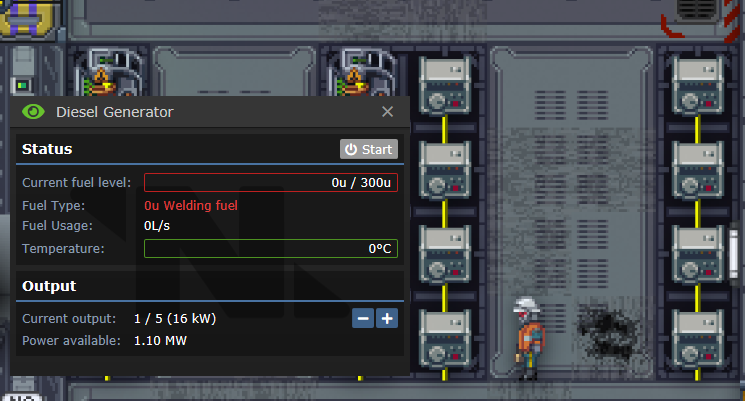 Diesel Generator
Status
Start
Current fuel level: 0u / 300u
Fuel Type: 0u Welding fuel
Fuel Usage: 0L/s
Temperature: 0°C
Output
Current output: 1 / 5 (16 kW)
Power available: 1.10 MW